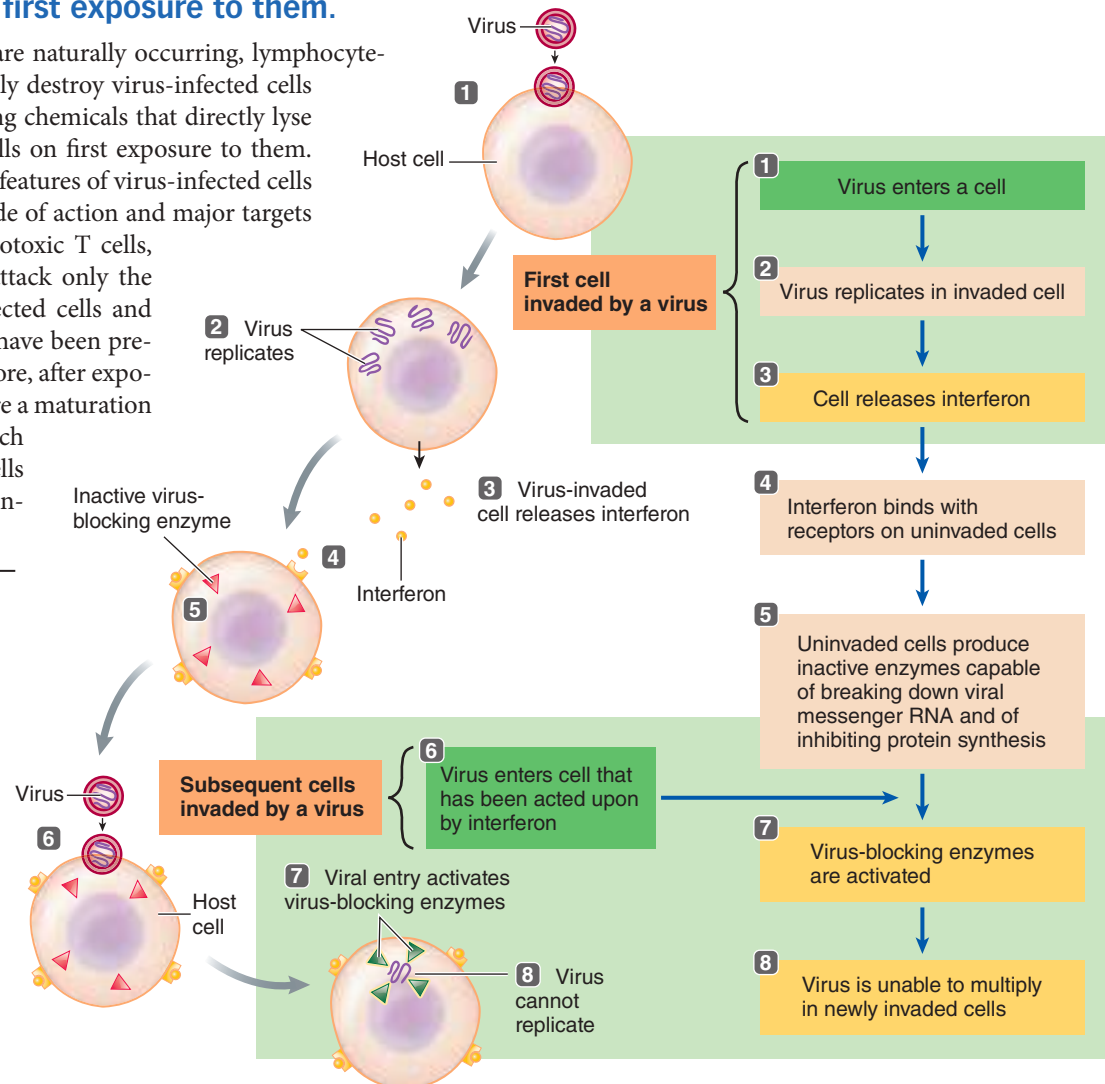 first exposure to them.
are naturally occurring, lymphocyte-
ly destroy virus-infected cells
ng chemicals that directly lyse
lls on first exposure to them.
features of virus-infected cells
de of action and major targets
otoxic T cells,
ttack only the
ected cells and
have been pre-
ore, after expo-
re a maturation
ch
ells
n-
Virus
1
Host cell
2 Virus
replicates
3 Virus-invaded
cell releases interferon
Interferon
Inactive virus-
blocking enzyme
4
5
Virus
6
Host
cell
7 Viral entry activates
virus-blocking enzymes
8 Virus
cannot
replicate
First cell
invaded by a virus
1
Virus enters a cell
2
Virus replicates in invaded cell
3
Cell releases interferon
4
Interferon binds with
receptors on uninvaded cells
5
Uninvaded cells produce
inactive enzymes capable
of breaking down viral
messenger RNA and of
inhibiting protein synthesis
Subsequent cells
invaded by a virus
6
Virus enters cell that
has been acted upon
by interferon
7
Virus-blocking enzymes
are activated
8
Virus is unable to multiply
in newly invaded cells